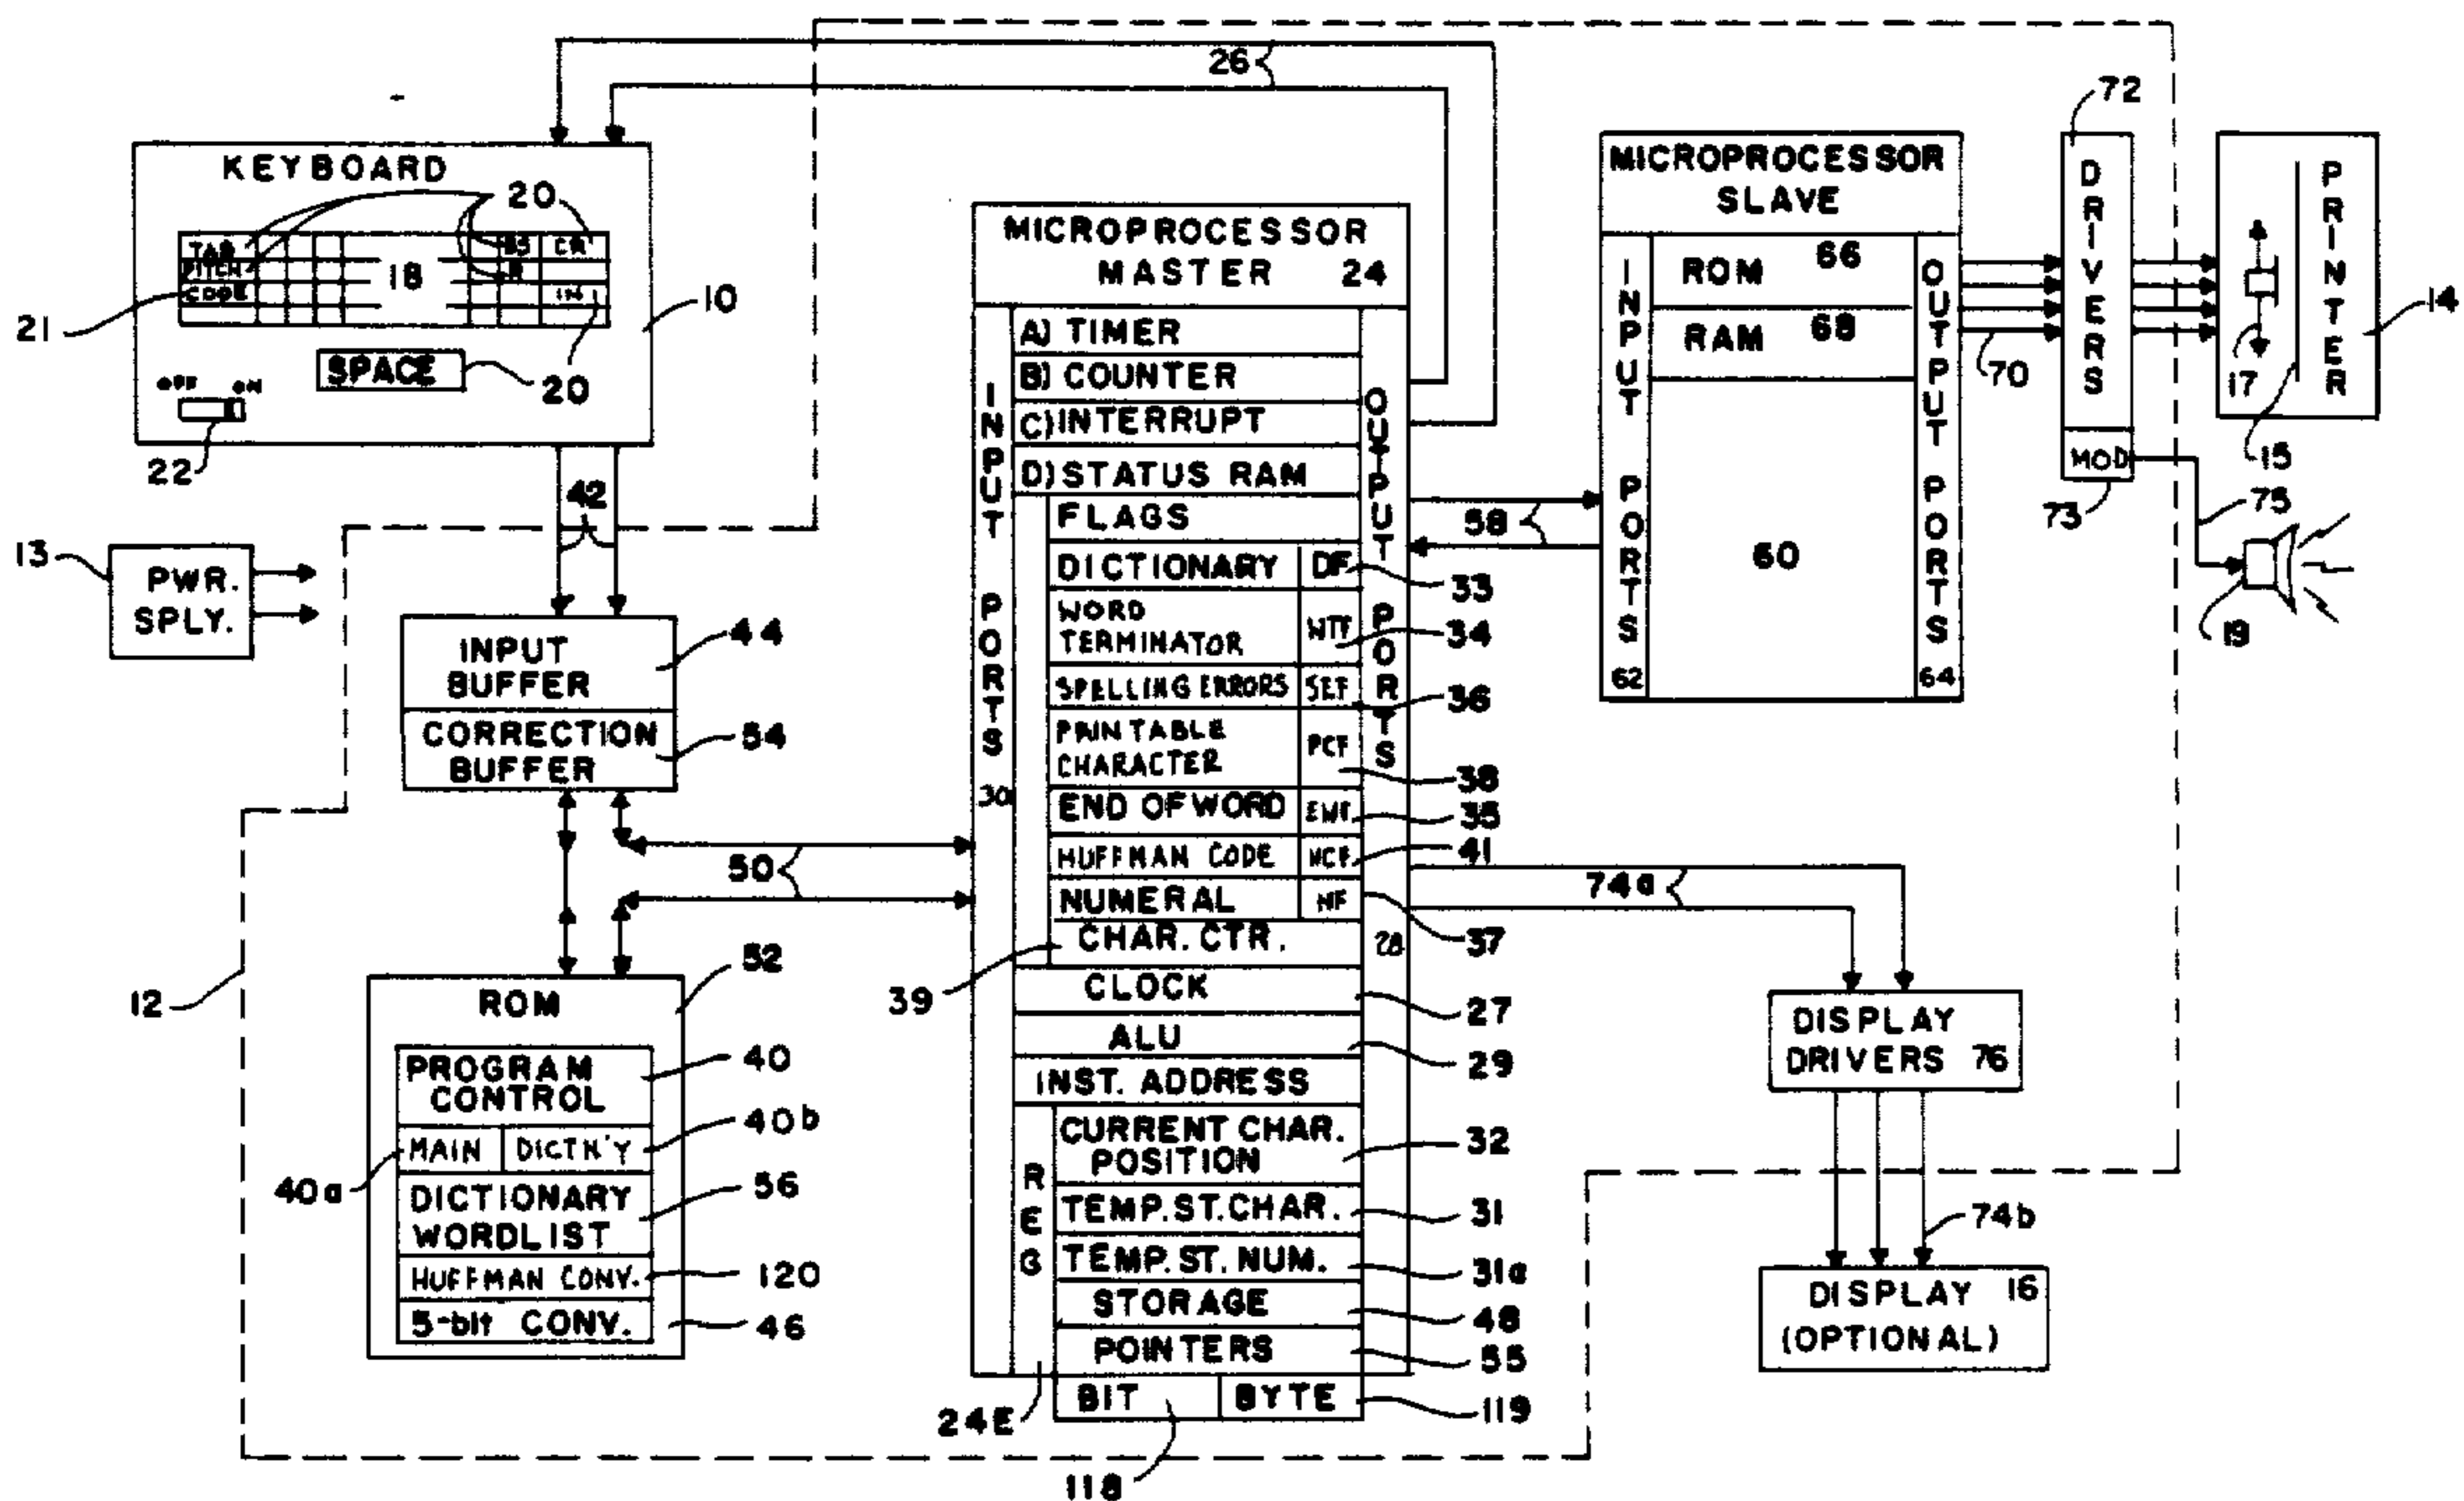 26
KEYBOARD
20
TAB
BS
CR
PITCH
18
CODE
21
10
SPACE
20
OFF ON
22
42
13
PWR.
SPLY.
INPUT
BUFFER
44
CORRECTION
BUFFER
54
50
12
ROM
52
PROGRAM
CONTROL
40
MAIN
DICTN'Y
40b
40a
DICTIONARY
WORDLIST
56
HUFFMAN CONV.
120
5-bit CONV.
46
MICROPROCESSOR
MASTER 24
INPUT PORTS
30
OUTPUT PORTS
28
A) TIMER
B) COUNTER
C) INTERRUPT
D) STATUS RAM
FLAGS
DICTIONARY DF
33
WORD
TERMINATOR WTF
34
SPELLING ERRORS SEF
36
PRINTABLE
CHARACTER PCF
38
END OF WORD EWF
35
HUFFMAN CODE HCF
41
NUMERAL NF
37
CHAR. CTR.
39
CLOCK
27
ALU
29
INST. ADDRESS
REG
CURRENT CHAR.
POSITION
32
TEMP. ST. CHAR.
31
TEMP. ST. NUM.
31a
STORAGE
48
POINTERS
55
24E
BIT
BYTE
119
118
58
MICROPROCESSOR
SLAVE
INPUT PORTS
62
ROM 66
RAM 68
60
OUTPUT PORTS
64
70
72
DRIVERS
MOD
73
75
PRINTER
14
17
15
19
74a
DISPLAY
DRIVERS 76
74b
DISPLAY 16
(OPTIONAL)